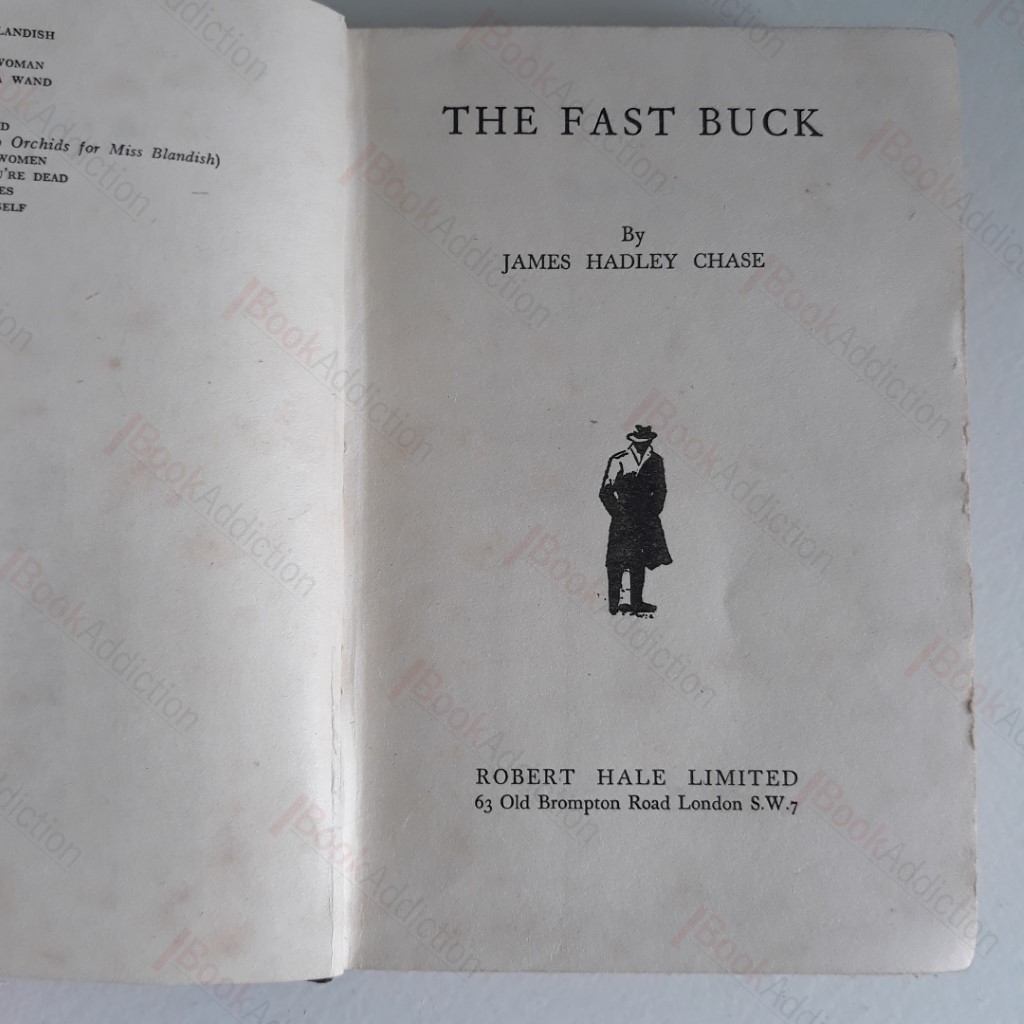 LANDISH
WOMAN
A WAND
D
Orchids for Miss Blandish)
WOMEN
U'RE DEAD
ES
SELF
THE FAST BUCK
By
JAMES HADLEY CHASE
ROBERT HALE LIMITED
63 Old Brompton Road London S.W.7
BookAddiction